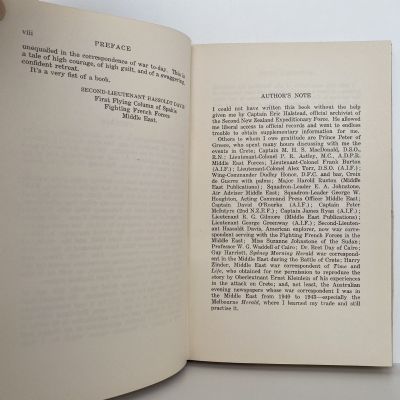 viii
PREFACE
unequalled in the correspondence of war to-day. This is
a tale of high courage, of high guilt, and of a swaggering,
confident retreat.
It's a very fist of a book.
SECOND-LIEUTENANT HASSOLDT DAVIS
First Flying Column of Spahis
Fighting French Forces
Middle East.
AUTHOR'S NOTE
I could not have written this book without the help
given me by Captain Eric Halstead, official archivist of
the Second New Zealand Expeditionary Force. He allowed
me liberal access to official records and went to endless
trouble to obtain supplementary information for me.
Others to whom I owe gratitude are Prince Peter of
Greece, who spent many hours discussing with me the
events in Crete; Captain M. H. S. MacDonald, D.S.O.,
R.N.; Lieutenant-Colonel P. R. Astley, M.C., A.D.P.R.
Middle East Forces; Lieutenant-Colonel Frank Burton
(A.I.F.); Lieutenant-Colonel Alex Torr, D.S.O. (A.I.F.);
Wing-Commander Dudley Honor, D.F.C. and bar, Croix
de Guerre with palms; Major Harold Ruxton (Middle
East Publications); Squadron-Leader E. A. Johnstone,
Air Adviser Middle East; Squadron-Leader George W.
Houghton, Acting Command Press Officer Middle East;
Captain David O'Rourke (A.I.F.); Captain Peter
McIntyre (2nd N.Z.E.F.); Captain James Ryan (A.I.F.);
Lieutenant R. G. Gilmore (Middle East Publications);
Lieutenant George Greenway (A.I.F.); Second-Lieuten-
ant Hassoldt Davis, American explorer, now war corre-
spondent serving with the Fighting French Forces in the
Middle East; Miss Suzanne Johnstone of the Sudan;
Professor W. G. Waddell of Cairo; Dr. Rost Day of Cairo;
Guy Harriott, Sydney Morning Herald war correspond-
ent in the Middle East during the Battle of Crete; Harry
Zinder, Middle East war correspondent of Time and
Life, who obtained for me permission to reproduce the
story by Oberleutnant Ernst Kleinlein of his experiences
in the attack on Crete; and, not least, the Australian
evening newspapers whose war correspondent I was in
the Middle East from 1940 to 1943—especially the
Melbourne Herald, where I learned my trade and still
practise it.